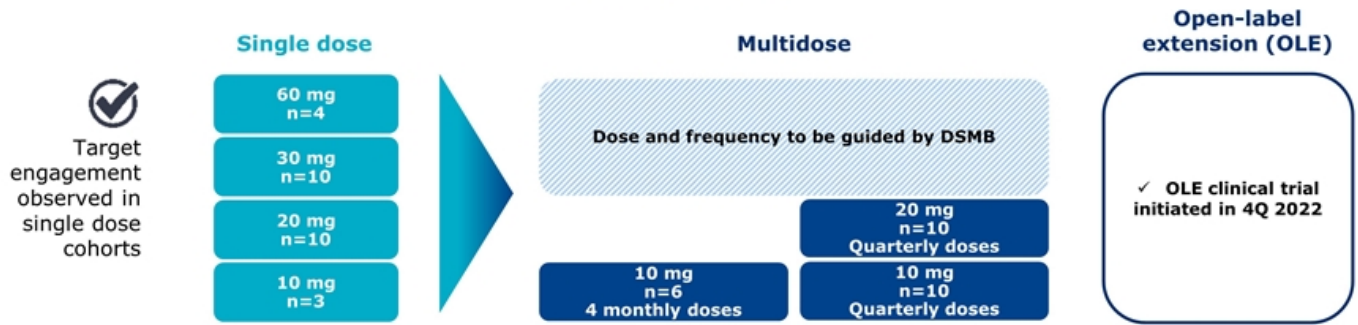 Single dose
Multidose
Open-label
extension (OLE)
Target
engagement
observed in
single dose
cohorts
60 mg
n=4
30 mg
n=10
20 mg
n=10
10 mg
n=3
Dose and frequency to be guided by DSMB
20 mg
n=10
Quarterly doses
10 mg
n=6
4 monthly doses
10 mg
n=10
Quarterly doses
✓ OLE clinical trial
initiated in 4Q 2022